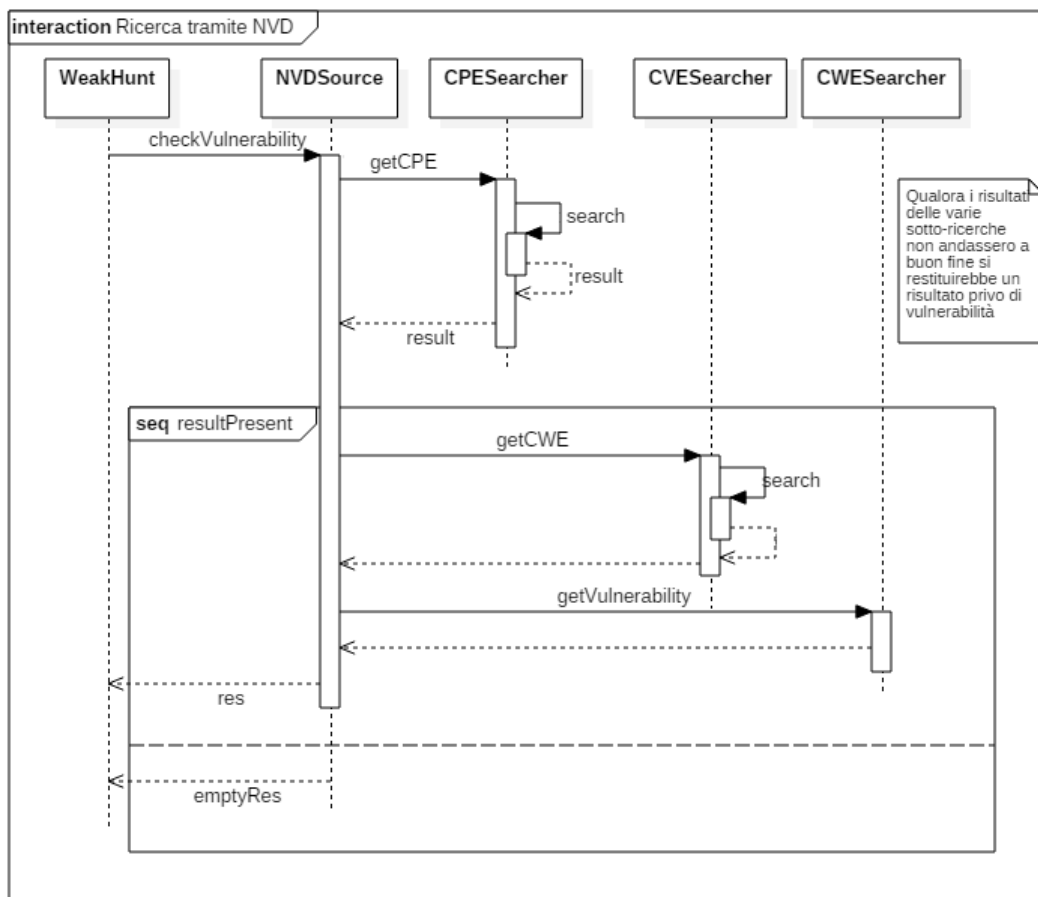 interaction Ricerca tramite NVD
WeakHunt
NVDSource
CPESearcher
CVESearcher
CWESearcher
checkVulnerability
getCPE
search
result
result
Qualora i risultati
delle varie
sotto-ricerche
non andassero a
buon fine si
restituirebbe un
risultato privo di
vulnerabilità
seq resultPresent
getCWE
search
getVulnerability
res
emptyRes